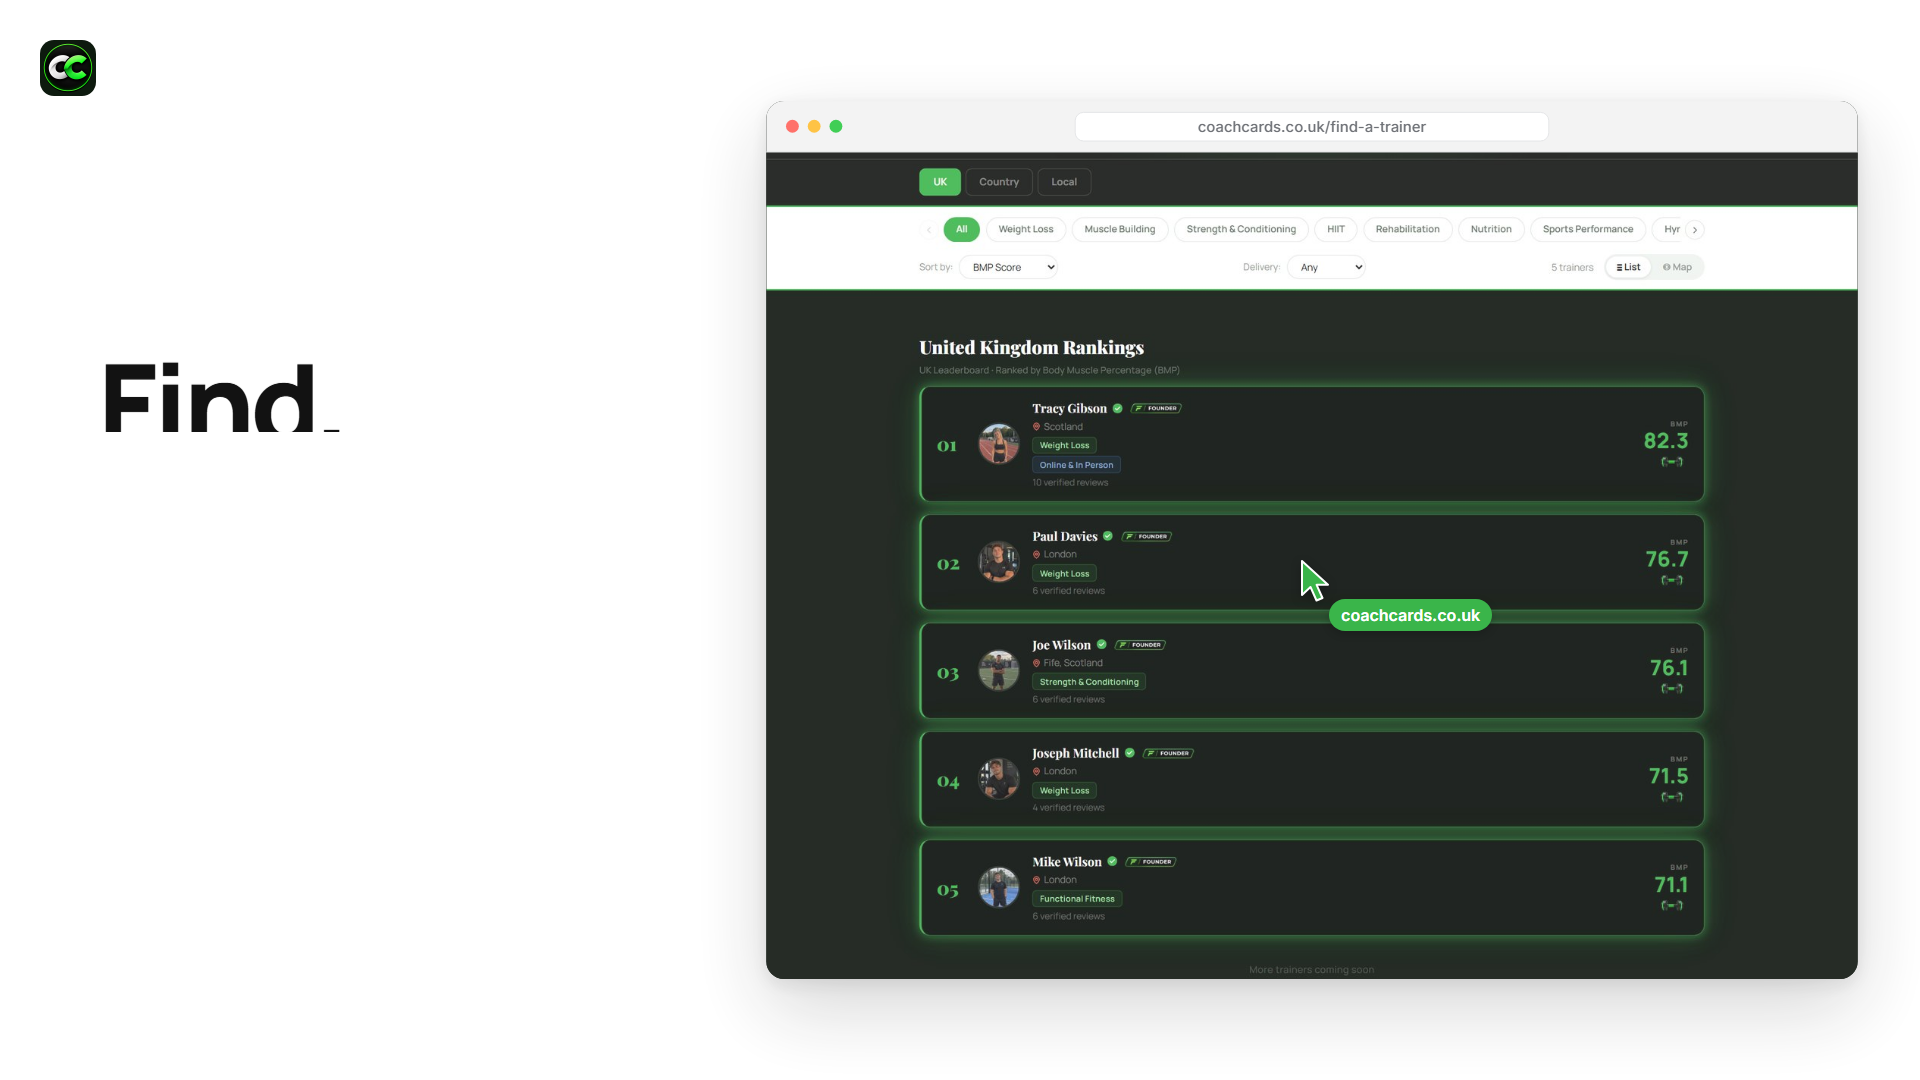 CC
Find.
coachcards.co.uk/find-a-trainer
UK Country Local
All Weight Loss Muscle Building Strength & Conditioning HIIT Rehabilitation Nutrition Sports Performance Hyr
Sort by: BMP Score Delivery: Any 5 trainers List Map
United Kingdom Rankings
UK Leaderboard · Ranked by Body Muscle Percentage (BMP)
01
Tracy Gibson FOUNDER
Scotland
Weight Loss
Online & In Person
10 verified reviews
BMP
82.3
02
Paul Davies FOUNDER
London
Weight Loss
6 verified reviews
BMP
76.7
coachcards.co.uk
03
Joe Wilson FOUNDER
Fife, Scotland
Strength & Conditioning
6 verified reviews
BMP
76.1
04
Joseph Mitchell FOUNDER
London
Weight Loss
4 verified reviews
BMP
71.5
05
Mike Wilson FOUNDER
London
Functional Fitness
6 verified reviews
BMP
71.1
More trainers coming soon